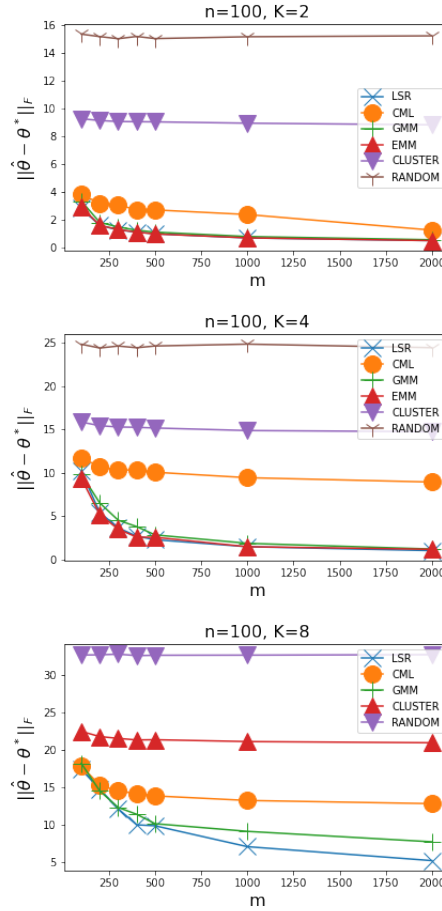 n=100, K=2
16
14
12
10
8
6
4
2
0
||θ̂ − θ*||_F
LSR
CML
GMM
EMM
CLUSTER
RANDOM
250 500 750 1000 1250 1500 1750 2000
m
n=100, K=4
25
20
15
10
5
0
||θ̂ − θ*||_F
LSR
CML
GMM
EMM
CLUSTER
RANDOM
250 500 750 1000 1250 1500 1750 2000
m
n=100, K=8
30
25
20
15
10
5
||θ̂ − θ*||_F
LSR
CML
GMM
CLUSTER
RANDOM
250 500 750 1000 1250 1500 1750 2000
m